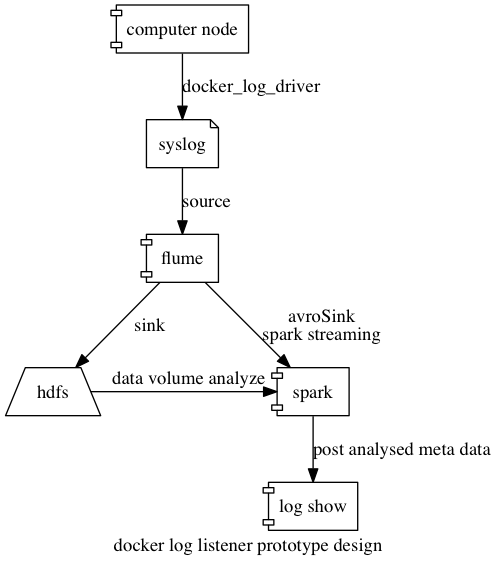 computer node
docker_log_driver
syslog
source
flume
sink
avroSink
spark streaming
hdfs
data volume analyze
spark
post analysed meta data
log show
docker log listener prototype design